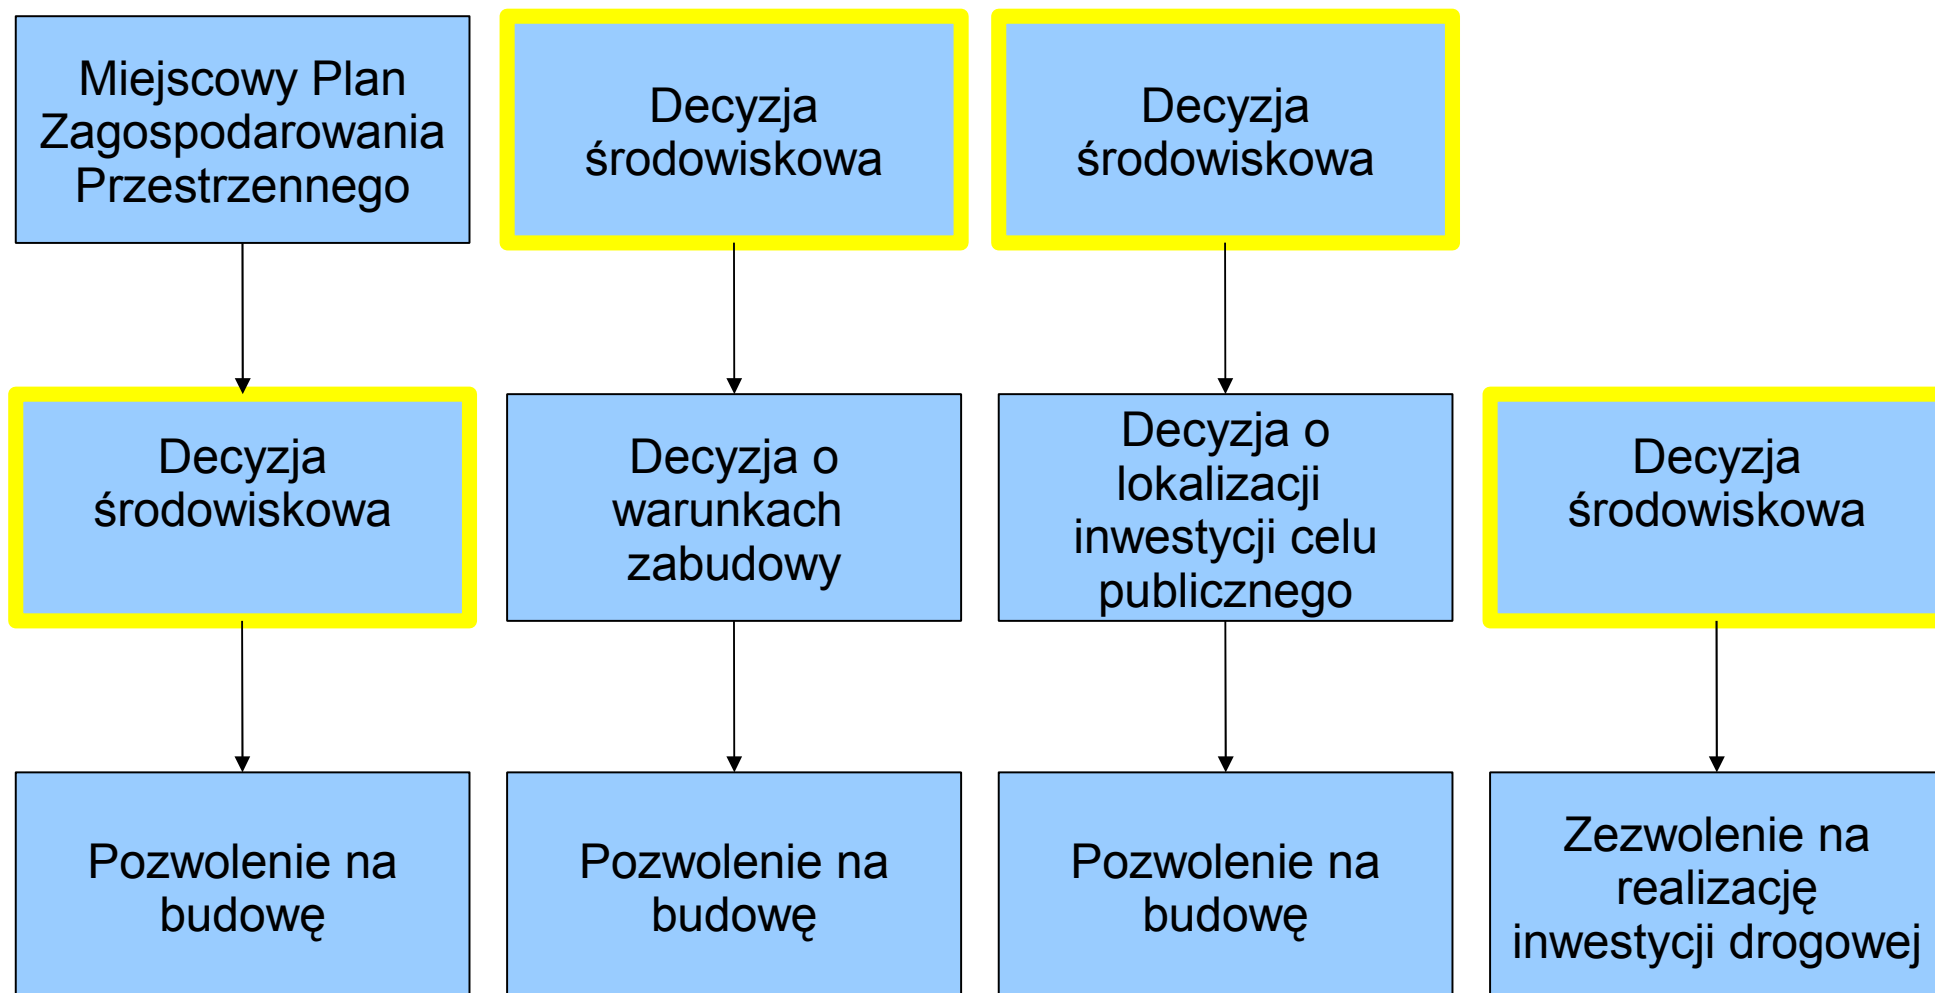 Miejscowy Plan
Zagospodarowania
Przestrzennego
Decyzja
środowiskowa
Decyzja
środowiskowa
Decyzja
środowiskowa
Decyzja o
warunkach
zabudowy
Decyzja o
lokalizacji
inwestycji celu
publicznego
Decyzja
środowiskowa
Pozwolenie na
budowę
Pozwolenie na
budowę
Pozwolenie na
budowę
Zezwolenie na
realizację
inwestycji drogowej